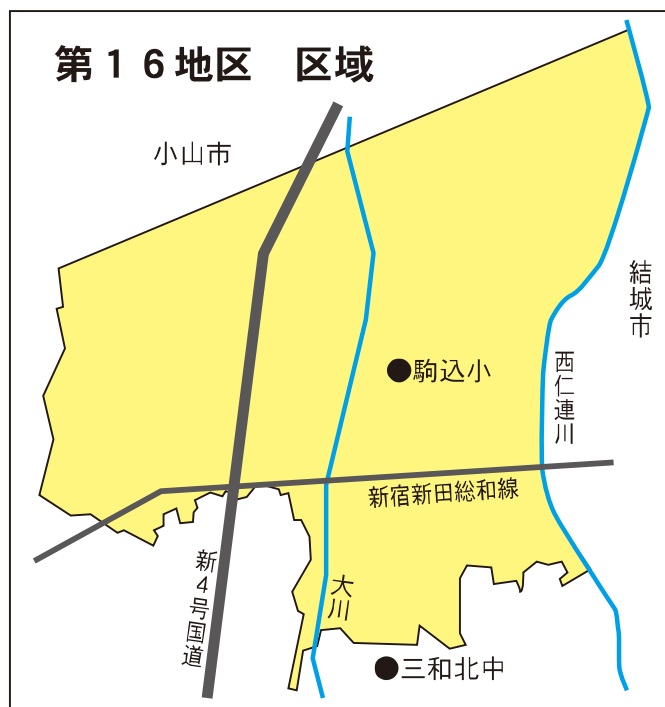 第１６地区　区域
小山市
結城市
駒込小
西仁連川
新宿新田総和線
新４号国道
大川
三和北中